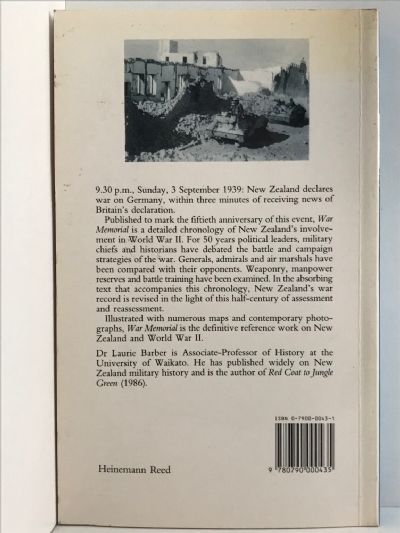 9.30 p.m., Sunday, 3 September 1939: New Zealand declares
war on Germany, within three minutes of receiving news of
Britain's declaration.
Published to mark the fiftieth anniversary of this event, War
Memorial is a detailed chronology of New Zealand's involve-
ment in World War II. For 50 years political leaders, military
chiefs and historians have debated the battle and campaign
strategies of the war. Generals, admirals and air marshals have
been compared with their opponents. Weaponry, manpower
reserves and battle training have been examined. In the absorbing
text that accompanies this chronology, New Zealand's war
record is revised in the light of this half-century of assessment
and reassessment.
Illustrated with numerous maps and contemporary photo-
graphs, War Memorial is the definitive reference work on New
Zealand and World War II.
Dr Laurie Barber is Associate-Professor of History at the
University of Waikato. He has published widely on New
Zealand military history and is the author of Red Coat to Jungle
Green (1986).
ISBN 0-7900-0043-1
9 780790 000435
Heinemann Reed